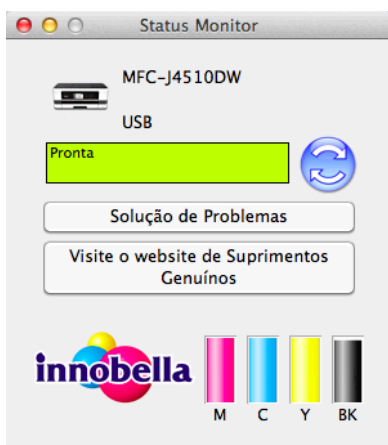 Status Monitor
MFC-J4510DW
USB
Pronta
Solução de Problemas
Visite o website de Suprimentos
Genuínos
innobella
M C Y BK